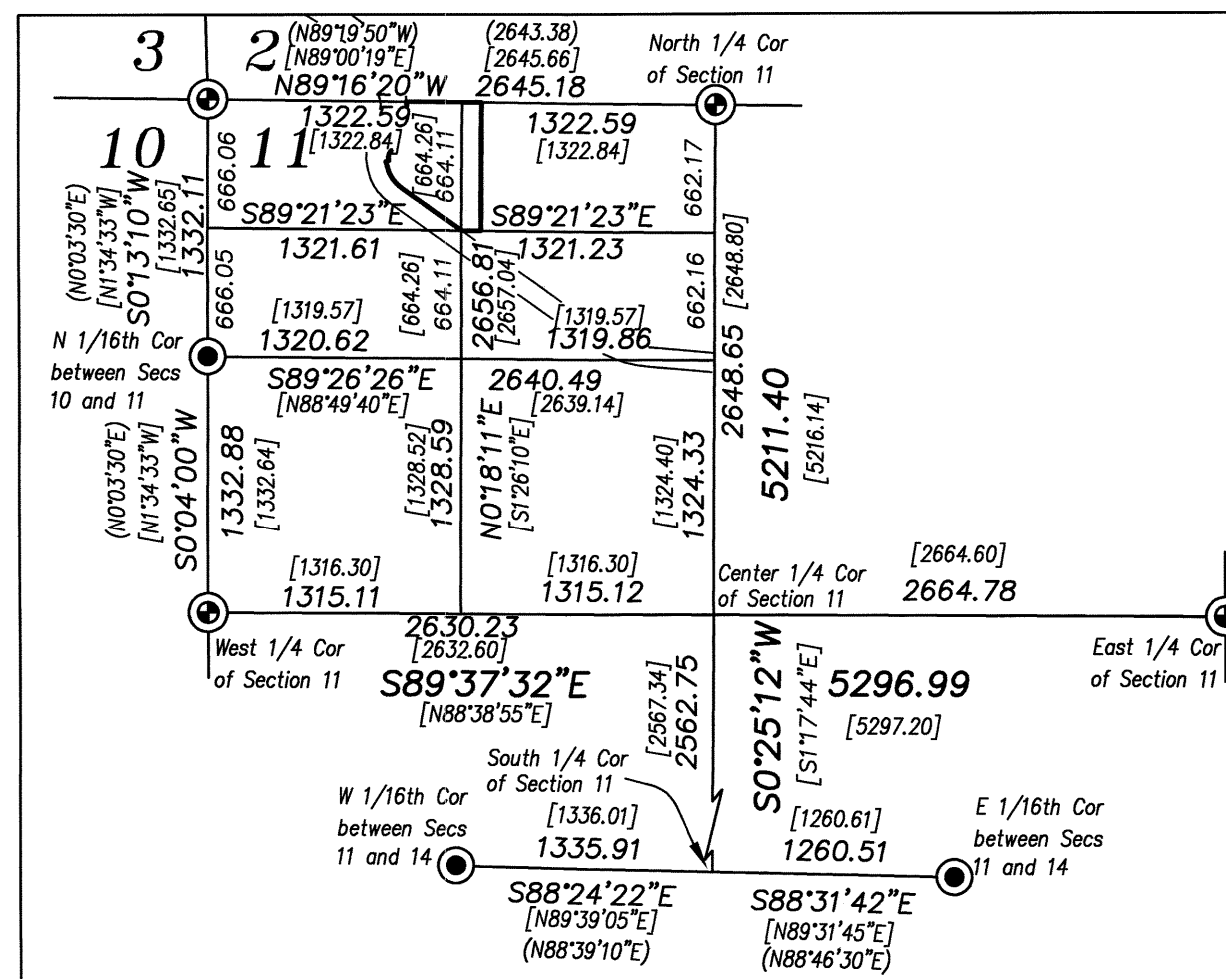 3
2
(N89°19'50"W)
[N89°00'19"E]
N89°16'20"W
(2643.38)
[2645.66]
2645.18
North 1/4 Cor
of Section 11
10
11
1322.59
[1322.84]
[664.26]
664.11
1322.59
[1322.84]
666.06
662.17
(N0°03'30"E)
[N1°34'33"W]
S0°13'10"W
[1332.65]
1332.11
S89°21'23"E
1321.61
S89°21'23"E
1321.23
666.05
[664.26]
664.11
2656.81
[2657.04]
662.16
[2648.80]
2648.65
[1319.57]
1320.62
[1319.57]
1319.86
N 1/16th Cor
between Secs
10 and 11
S89°26'26"E
[N88°49'40"E]
2640.49
[2639.14]
5211.40
[5216.14]
(N0°03'30"E)
[N1°34'33"W]
S0°04'00"W
1332.88
[1332.64]
[1328.52]
1328.59
N0°18'11"E
[S1°26'10"E]
[1324.40]
1324.33
[1316.30]
1315.11
[1316.30]
1315.12
Center 1/4 Cor
of Section 11
[2664.60]
2664.78
West 1/4 Cor
of Section 11
2630.23
[2632.60]
S89°37'32"E
[N88°38'55"E]
[2567.34]
2562.75
S0°25'12"W
[S1°17'44"E]
5296.99
[5297.20]
East 1/4 Cor
of Section 11
South 1/4 Cor
of Section 11
W 1/16th Cor
between Secs
11 and 14
[1336.01]
1335.91
[1260.61]
1260.51
E 1/16th Cor
between Secs
11 and 14
S88°24'22"E
[N89°39'05"E]
(N88°39'10"E)
S88°31'42"E
[N89°31'45"E]
(N88°46'30"E)